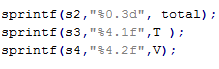 sprintf(s2,"%0.3d", total);
sprintf(s3,"%4.1f",T );
sprintf(s4,"%4.2f",V);